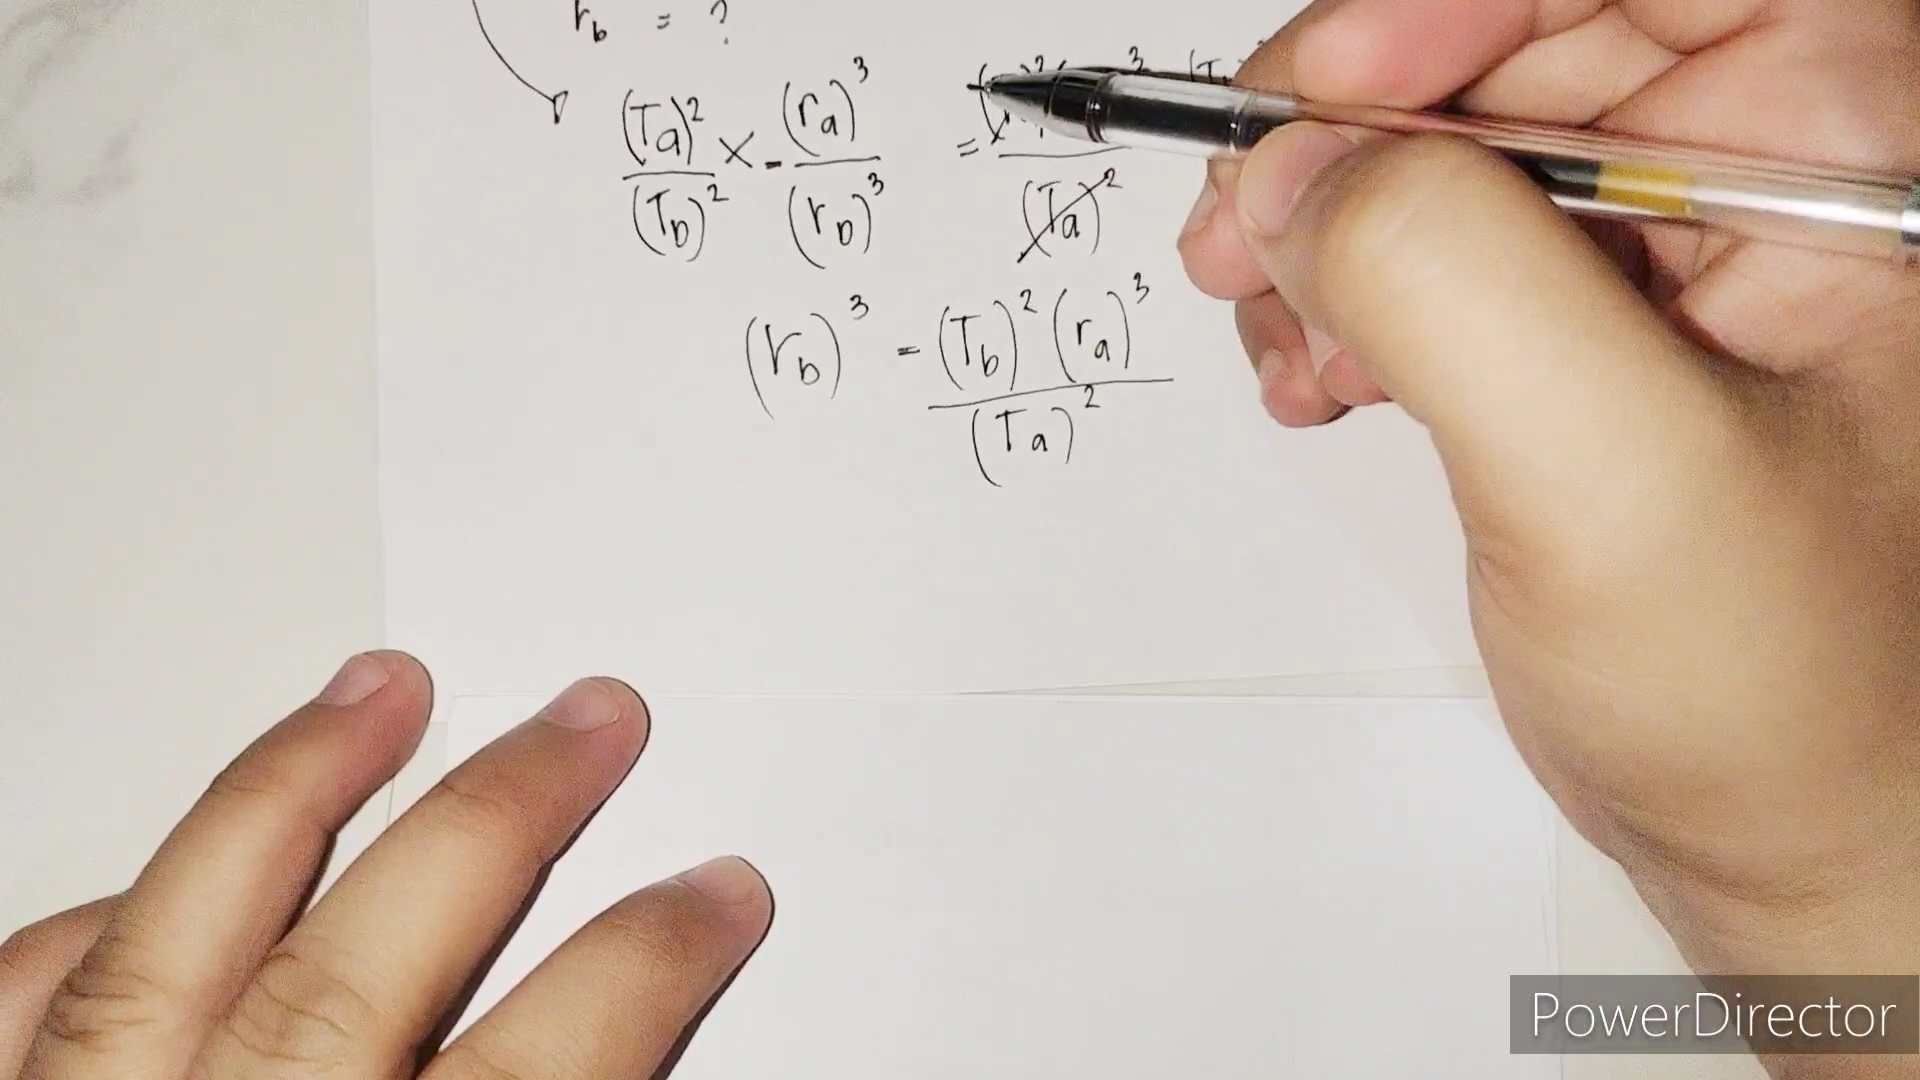 r_b = ?
(T_a)² × - (r_a)³ =
(T_b)² (r_b)³ (T_a)²
(r_b)³ = (T_b)² (r_a)³
(T_a)²
PowerDirector